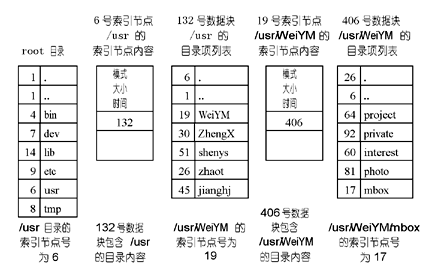 root 目录
1 .
1 ..
4 bin
7 dev
14 lib
9 etc
6 usr
8 tmp
/usr 目录的
索引节点号
为 6
6 号索引节点
/usr 的
索引节点内容
模式
大小
时间
132
132号数据
块包含 /usr
的目录内容
132 号数据块
/usr 的
目录项列表
6 .
1 ..
19 WeiYM
30 ZhengX
51 shenys
26 zhaot
45 jianghj
/usr/WeiYM 的
索引节点号为
19
19 号索引节点
/usr/WeiYM 的
索引节点内容
模式
大小
时间
406
406号数据
块包含
/usr/WeiYM
的目录内容
406 号数据块
/usr/WeiYM 的
目录项列表
26 .
6 ..
64 project
92 private
60 interest
81 photo
17 mbox
/usr/WeiYM/mbox
的索引节点号
为 17